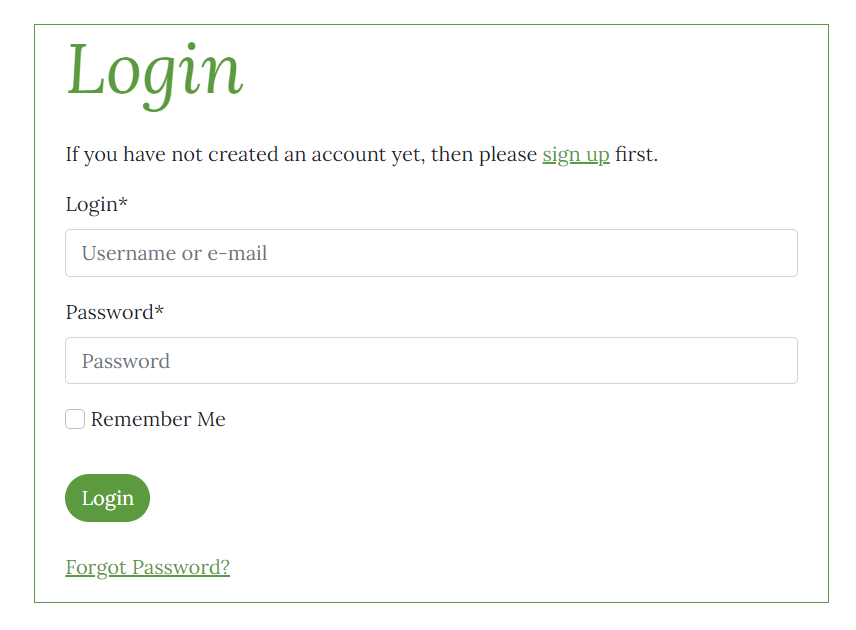 Login
If you have not created an account yet, then please sign up first.
Login*
Username or e-mail
Password*
Password
Remember Me
Login
Forgot Password?